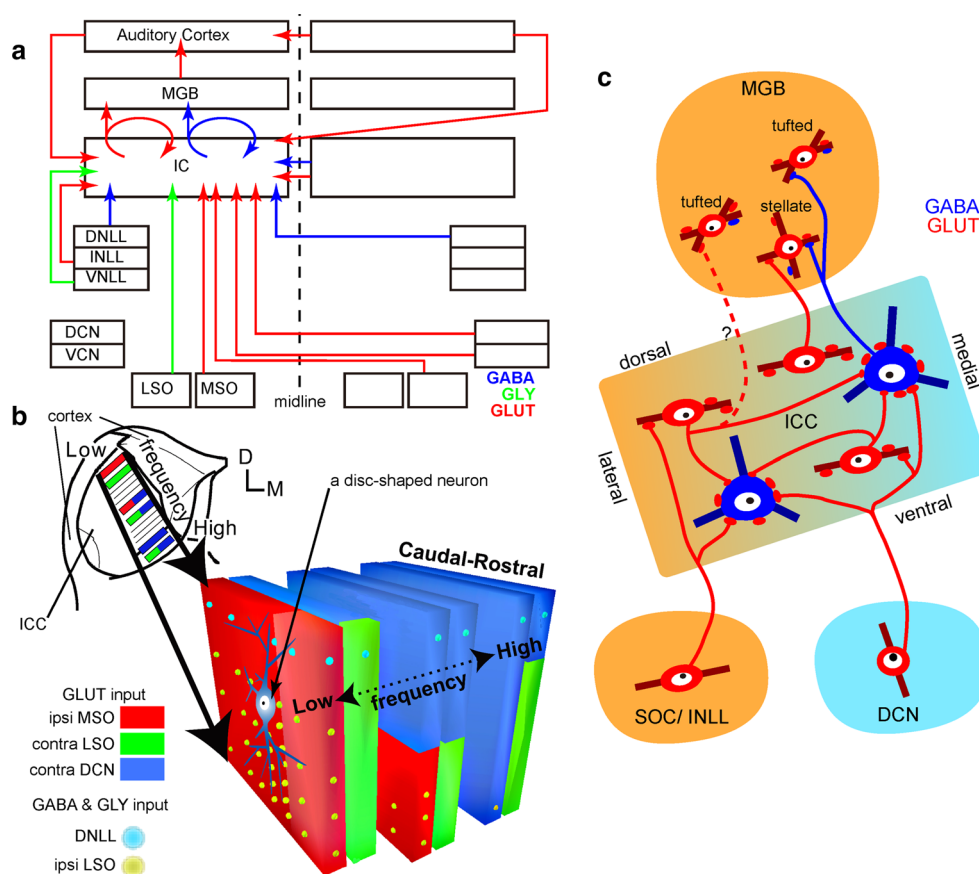 a
Auditory Cortex
MGB
IC
DNLL
INLL
VNLL
DCN
VCN
LSO
MSO
midline
GABA
GLY
GLUT
b
cortex
Low
frequency
High
D
M
ICC
a disc-shaped neuron
Caudal-Rostral
Low
frequency
High
GLUT input
ipsi MSO
contra LSO
contra DCN
GABA & GLY input
DNLL
ipsi LSO
c
MGB
tufted
tufted
stellate
GABA
GLUT
?
dorsal
medial
ICC
lateral
ventral
SOC/ INLL
DCN